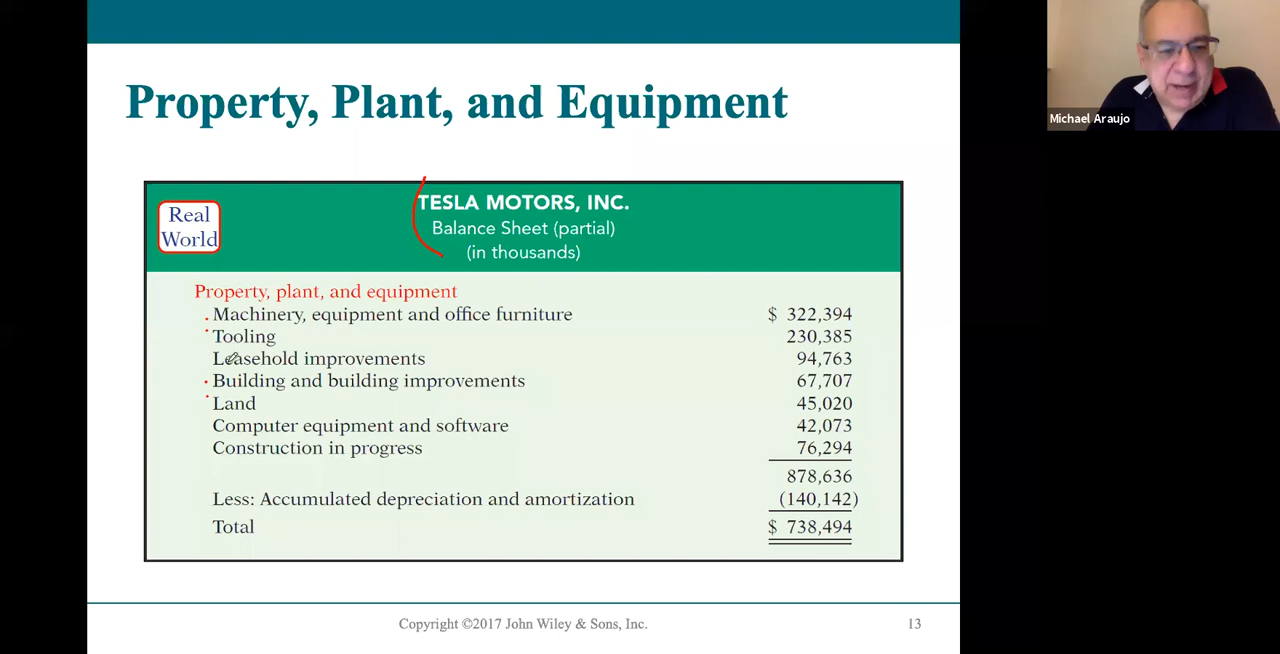 Property, Plant, and Equipment
Michael Araujo
Real
World
TESLA MOTORS, INC.
Balance Sheet (partial)
(in thousands)
Property, plant, and equipment
Machinery, equipment and office furniture $ 322,394
Tooling 230,385
Leasehold improvements 94,763
Building and building improvements 67,707
Land 45,020
Computer equipment and software 42,073
Construction in progress 76,294
878,636
Less: Accumulated depreciation and amortization (140,142)
Total $ 738,494
Copyright ©2017 John Wiley & Sons, Inc. 13